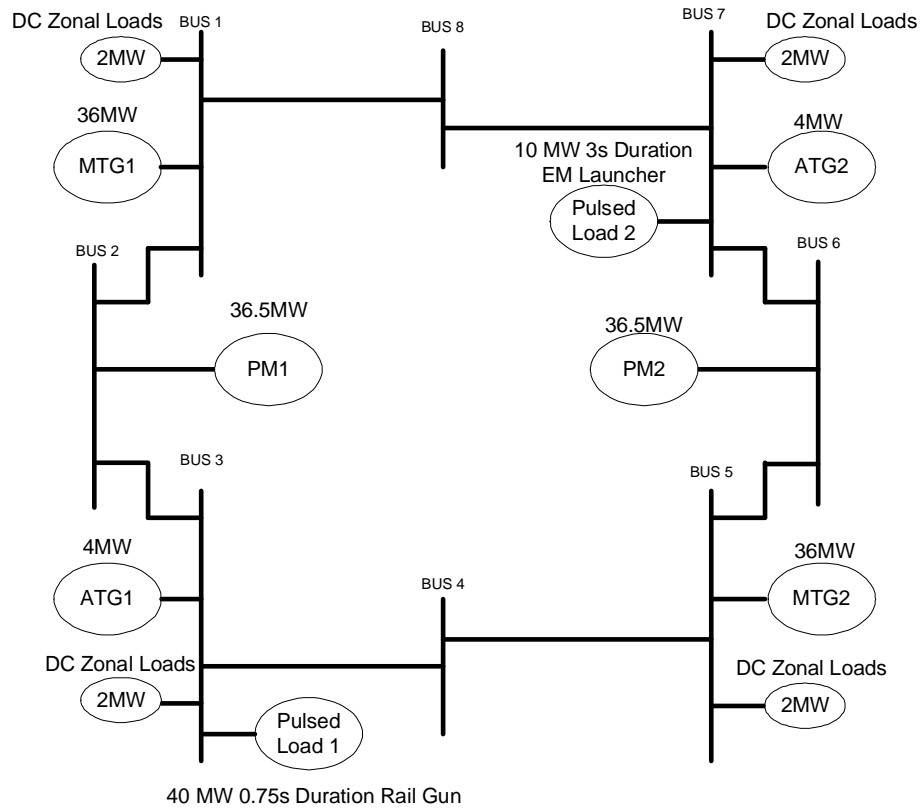 DC Zonal Loads
BUS 1
2MW
36MW
MTG1
BUS 8
BUS 7
DC Zonal Loads
2MW
4MW
ATG2
10 MW 3s Duration
EM Launcher
Pulsed
Load 2
BUS 2
36.5MW
PM1
BUS 6
36.5MW
PM2
BUS 3
4MW
ATG1
DC Zonal Loads
2MW
Pulsed
Load 1
40 MW 0.75s Duration Rail Gun
BUS 4
BUS 5
36MW
MTG2
DC Zonal Loads
2MW